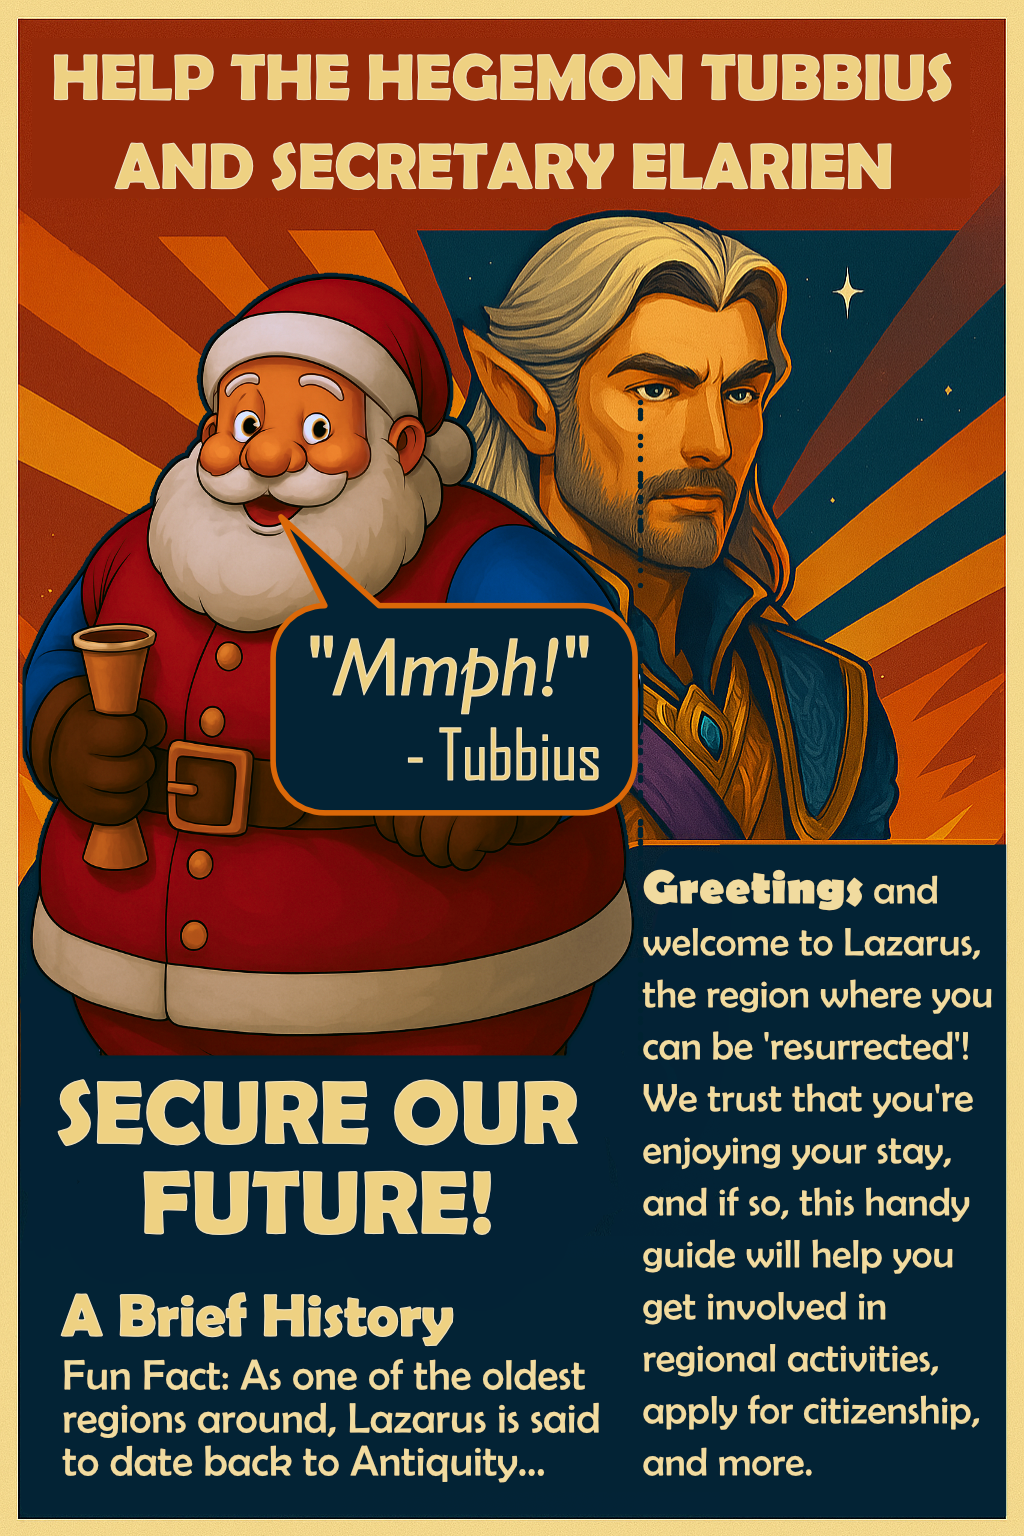 HELP THE HEGEMON TUBBIUS
AND SECRETARY ELARIEN
"Mmph!"
- Tubbius
SECURE OUR
FUTURE!
A Brief History
Fun Fact: As one of the oldest
regions around, Lazarus is said
to date back to Antiquity...
Greetings and
welcome to Lazarus,
the region where you
can be 'resurrected'!
We trust that you're
enjoying your stay,
and if so, this handy
guide will help you
get involved in
regional activities,
apply for citizenship,
and more.